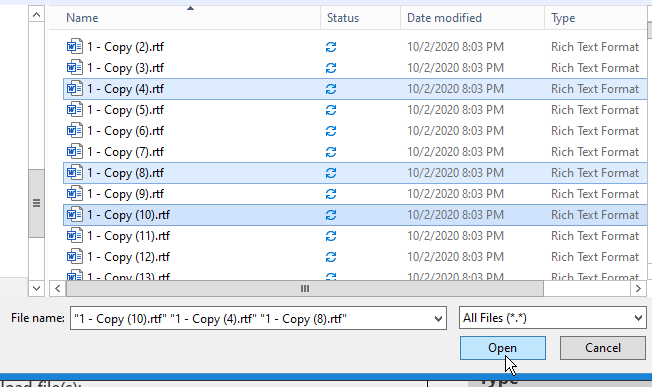 Name Status Date modified Type
1 - Copy (2).rtf 10/2/2020 8:03 PM Rich Text Format
1 - Copy (3).rtf 10/2/2020 8:03 PM Rich Text Format
1 - Copy (4).rtf 10/2/2020 8:03 PM Rich Text Format
1 - Copy (5).rtf 10/2/2020 8:03 PM Rich Text Format
1 - Copy (6).rtf 10/2/2020 8:03 PM Rich Text Format
1 - Copy (7).rtf 10/2/2020 8:03 PM Rich Text Format
1 - Copy (8).rtf 10/2/2020 8:03 PM Rich Text Format
1 - Copy (9).rtf 10/2/2020 8:03 PM Rich Text Format
1 - Copy (10).rtf 10/2/2020 8:03 PM Rich Text Format
1 - Copy (11).rtf 10/2/2020 8:03 PM Rich Text Format
1 - Copy (12).rtf 10/2/2020 8:03 PM Rich Text Format
1 - Copy (13).rtf 10/2/2020 8:03 PM Rich Text Format
File name: "1 - Copy (10).rtf" "1 - Copy (4).rtf" "1 - Copy (8).rtf" All Files (*.*)
Open Cancel
load file(s): Type